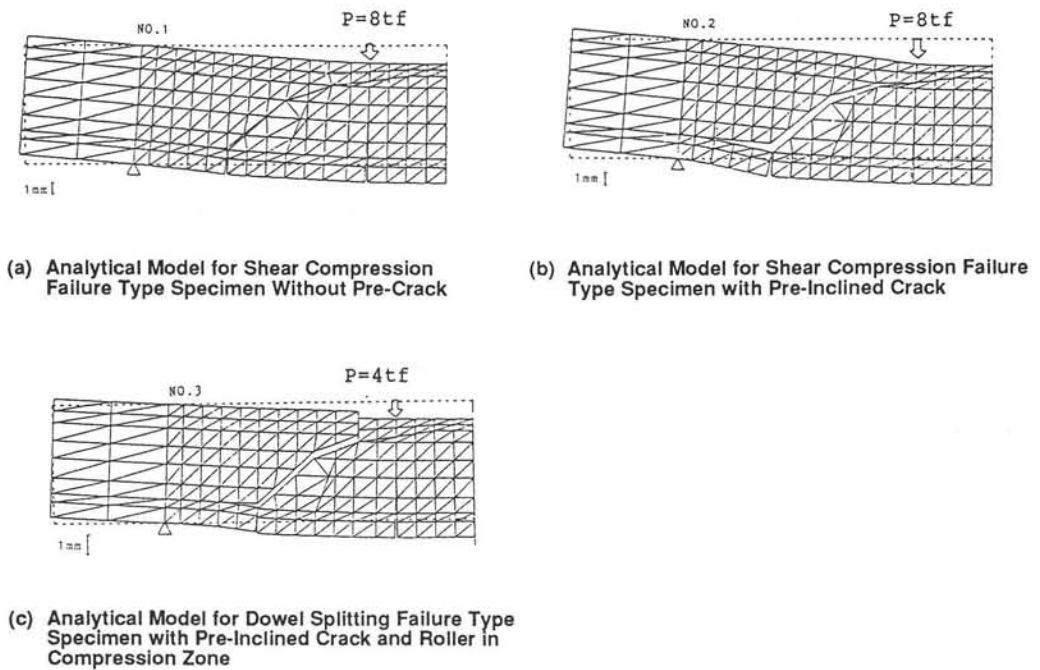 NO.1
P=8tf
1mm
(a) Analytical Model for Shear Compression
Failure Type Specimen Without Pre-Crack
NO.2
P=8tf
1mm
(b) Analytical Model for Shear Compression Failure
Type Specimen with Pre-Inclined Crack
NO.3
P=4tf
1mm
(c) Analytical Model for Dowel Splitting Failure Type
Specimen with Pre-Inclined Crack and Roller in
Compression Zone